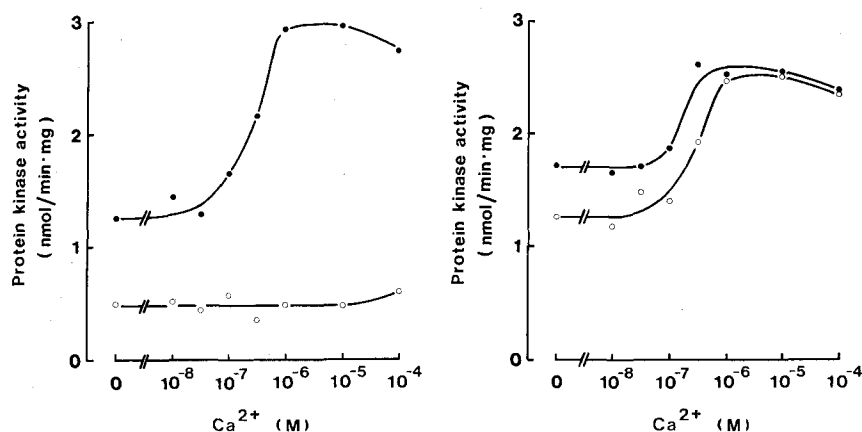 Protein kinase activity
(nmol/min·mg)
3
2
1
0
0 10⁻⁸ 10⁻⁷ 10⁻⁶ 10⁻⁵ 10⁻⁴
Ca²⁺ (M)
Protein kinase activity
(nmol/min·mg)
3
2
1
0
0 10⁻⁸ 10⁻⁷ 10⁻⁶ 10⁻⁵ 10⁻⁴
Ca²⁺ (M)